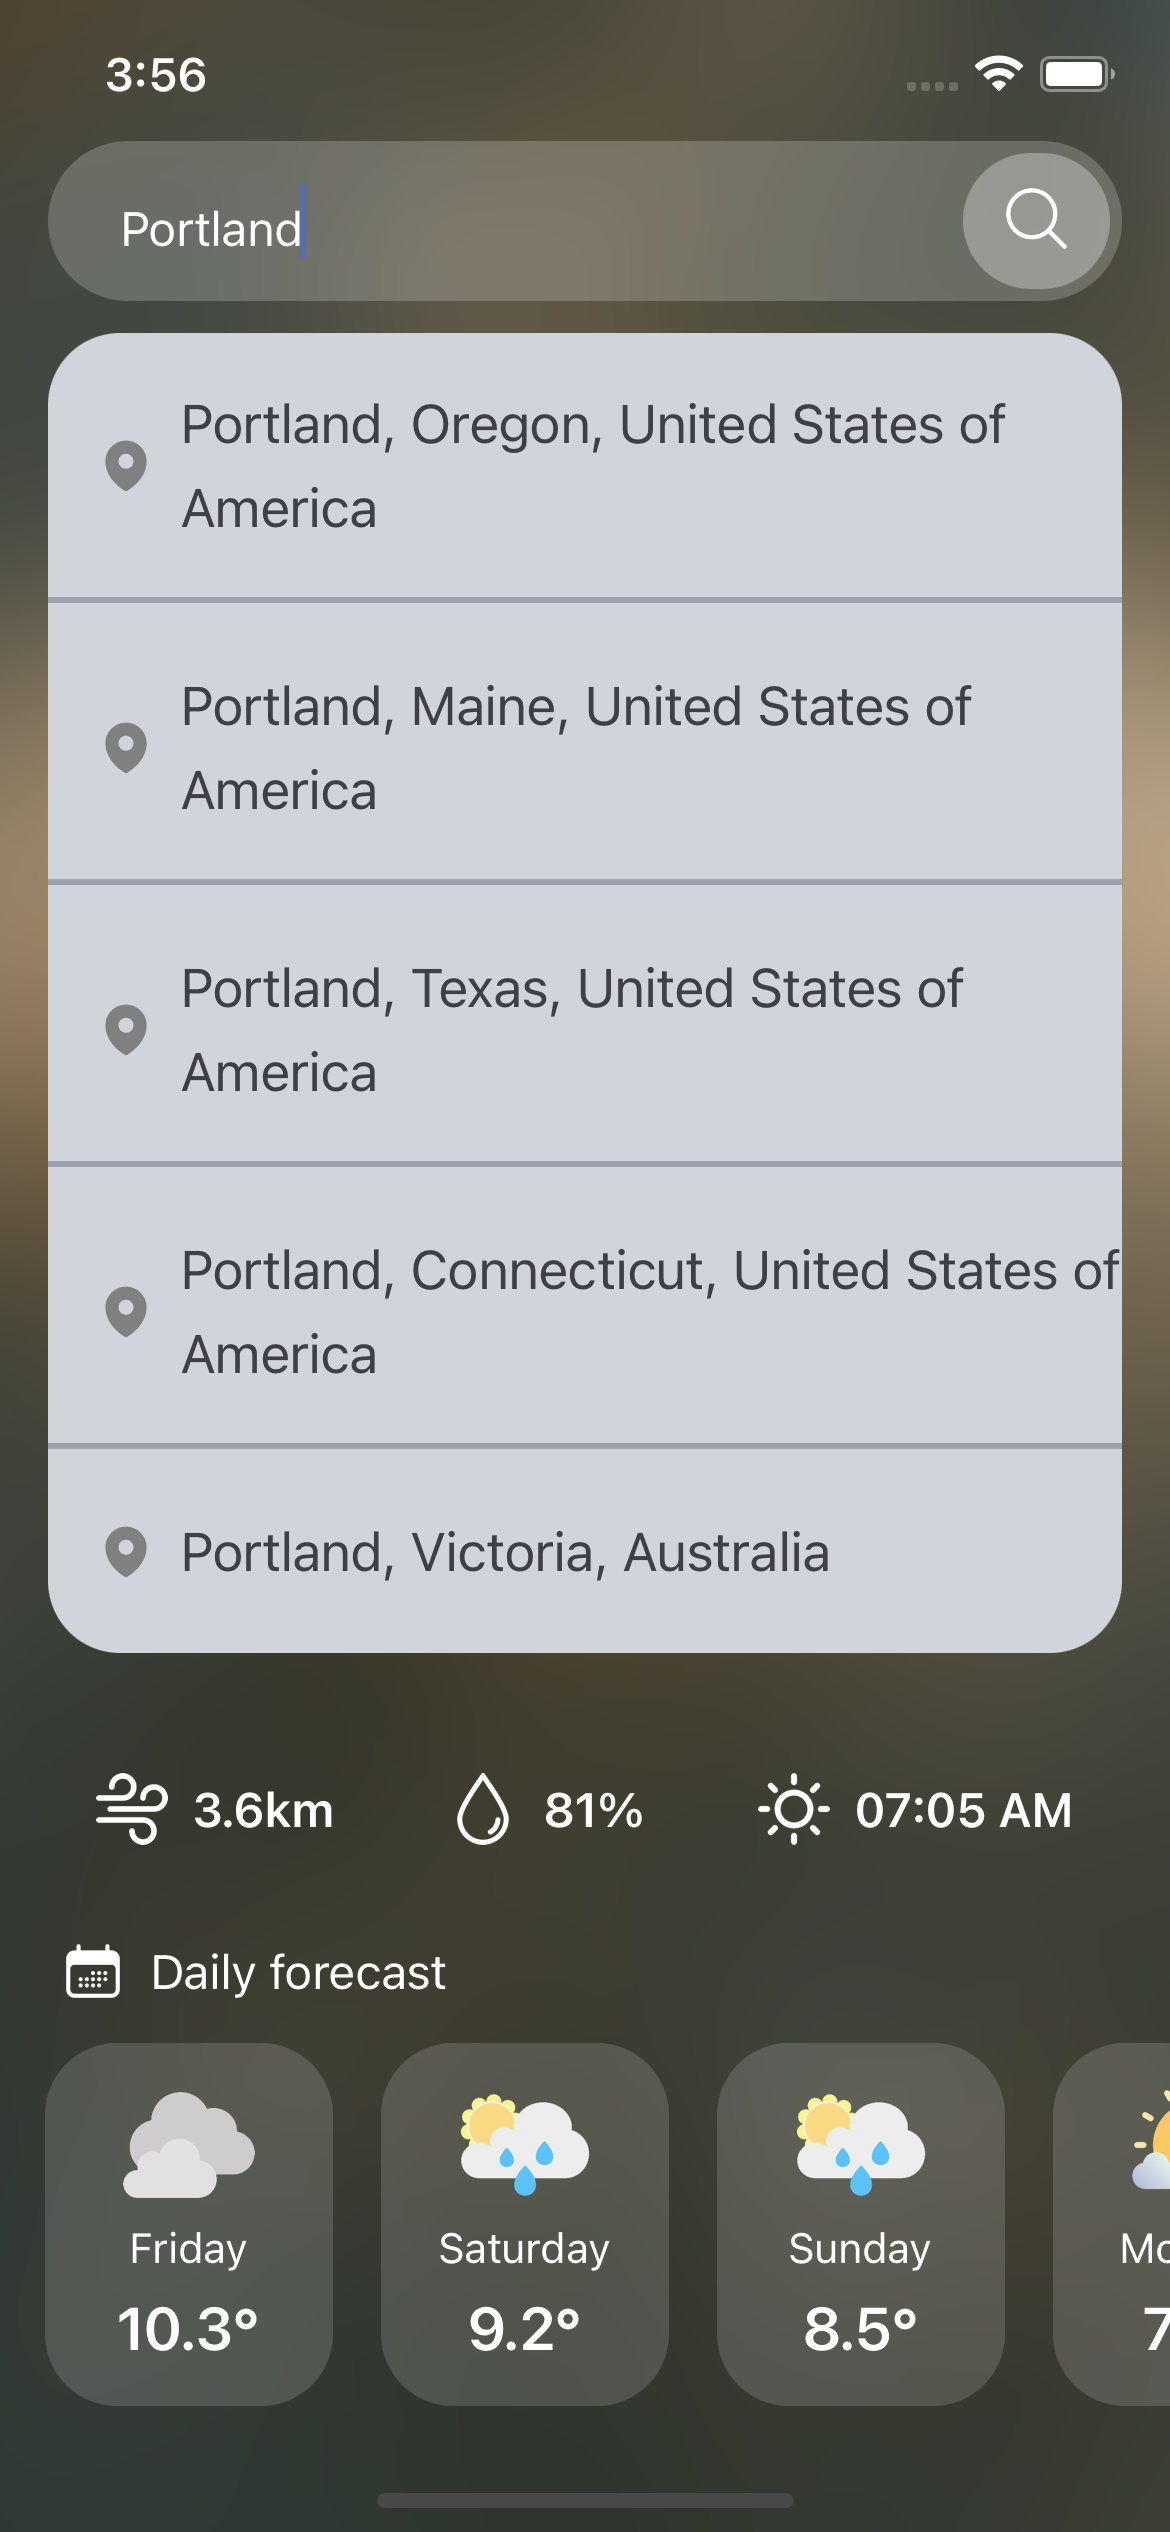 3:56
Portland
Portland, Oregon, United States of
America
Portland, Maine, United States of
America
Portland, Texas, United States of
America
Portland, Connecticut, United States of
America
Portland, Victoria, Australia
3.6km 81% 07:05 AM
Daily forecast
Friday Saturday Sunday
10.3° 9.2° 8.5°